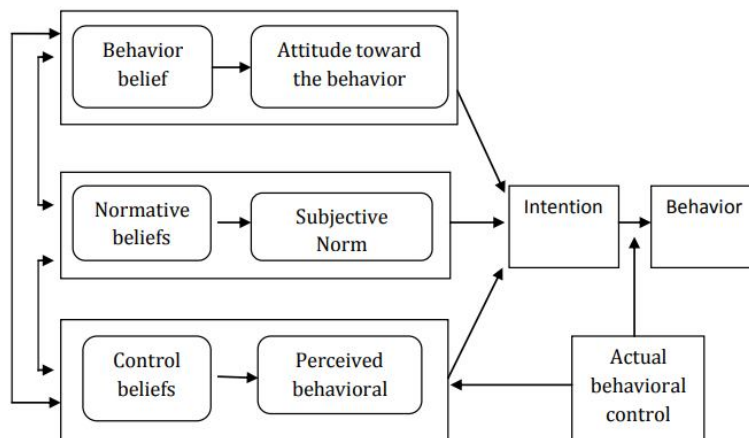 Behavior
belief
Attitude toward
the behavior
Normative
beliefs
Subjective
Norm
Intention
Behavior
Control
beliefs
Perceived
behavioral
Actual
behavioral
control